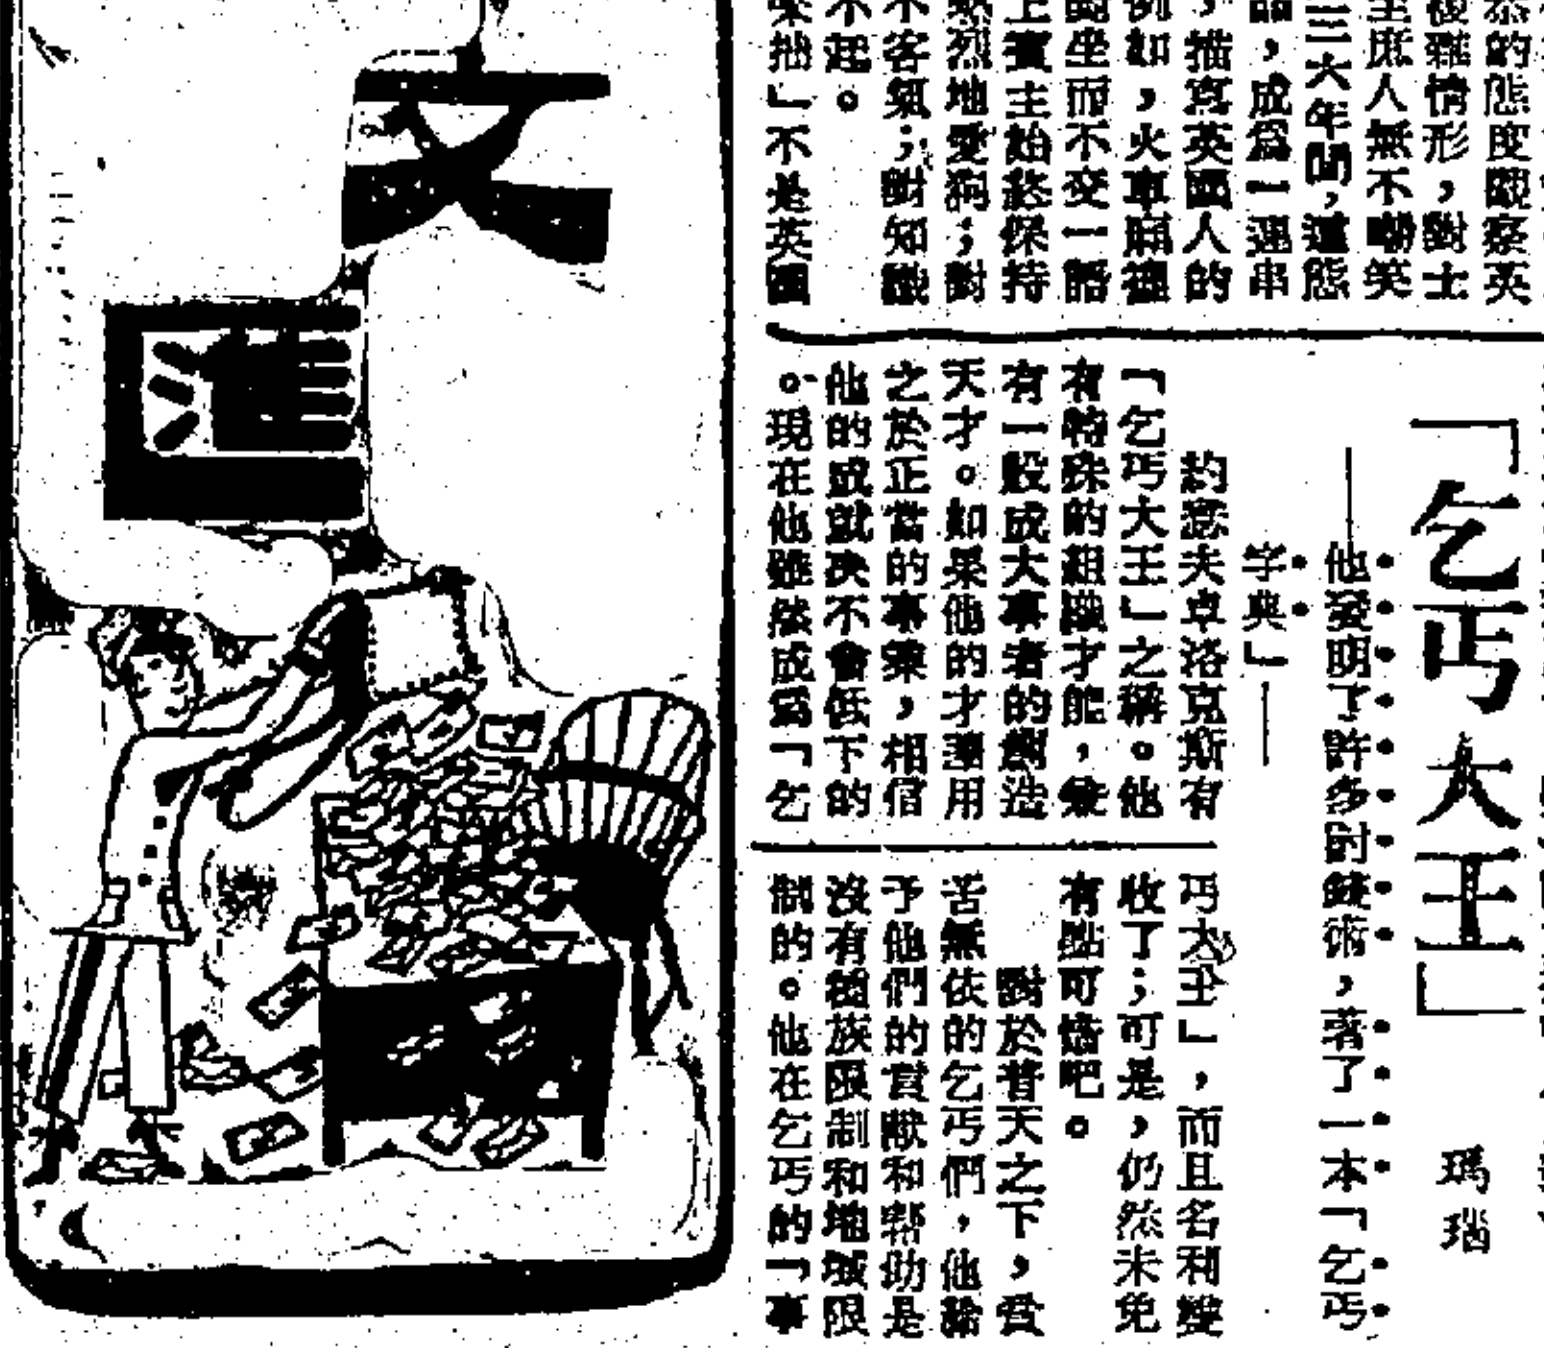 的態度觀察英
複雜情形，對士
庶人無不嘲笑
三六年間，這態
品，成爲一連串
，描寫英國人的
例如，火車廂裡
坐而不交一語
上賓主始終保持
熱烈地愛狗；對
不客氣；對知識
不起。
拙」不是英國
「乞丐大王」
瑪瑙
——他發明了許多討錢術，著了一本「乞丐
字典」——
約瑟夫卓洛克斯有
「乞丐大王」之稱。他
有特殊的組織才能，兼
有一般成大事者的創造
天才。如果他的才華用
之於正當的事業，相信
他的成就決不會低下的
。現在他雖然成爲「乞
丐大王」，而且名利雙
收了；可是，仍然未免
有點可惜吧。
對於普天之下，貧
苦無依的乞丐們，他給
予他們的貢獻和幫助是
沒有種族限制和地域限
制的。他在乞丐的「事
文
匯